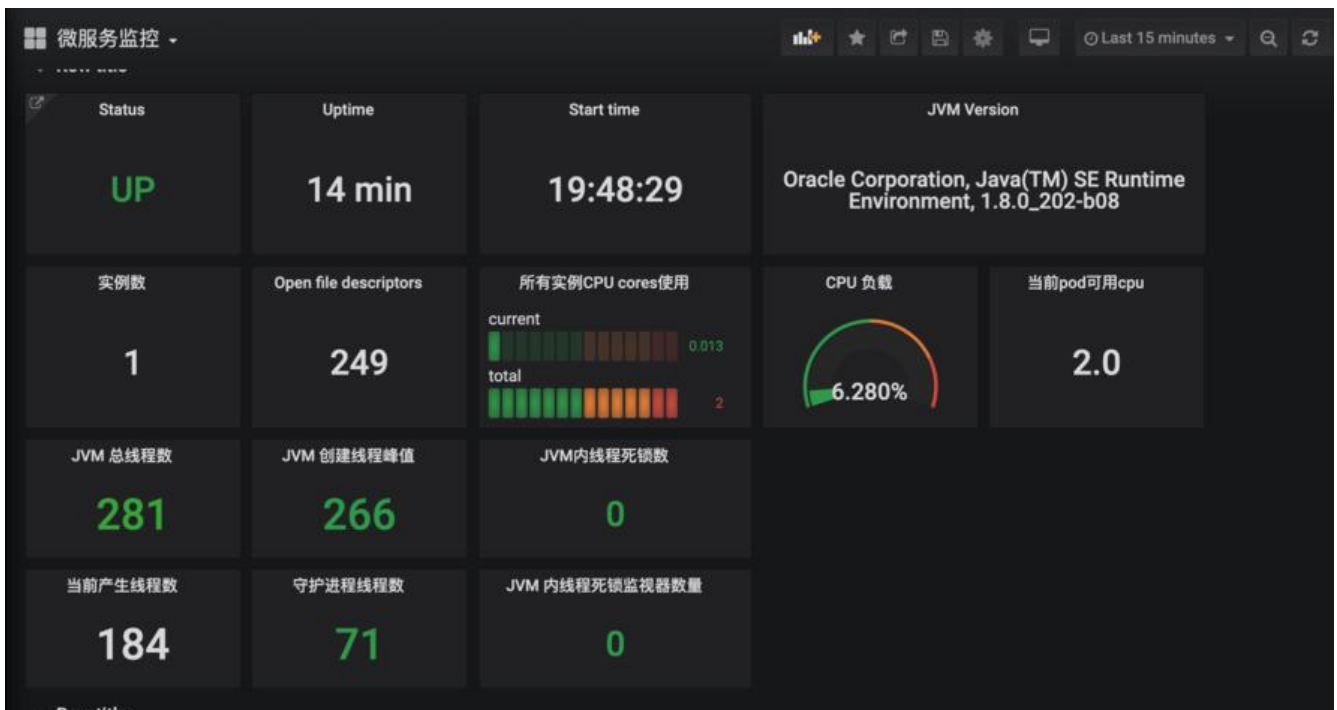 微服务监控
Last 15 minutes
Status
Uptime
Start time
JVM Version
UP
14 min
19:48:29
Oracle Corporation, Java(TM) SE Runtime
Environment, 1.8.0_202-b08
实例数
Open file descriptors
所有实例CPU cores使用
CPU 负载
当前pod可用cpu
1
249
current
0.013
total
2
6.280%
2.0
JVM 总线程数
JVM 创建线程峰值
JVM内线程死锁数
281
266
0
当前产生线程数
守护进程线程数
JVM 内线程死锁监视器数量
184
71
0